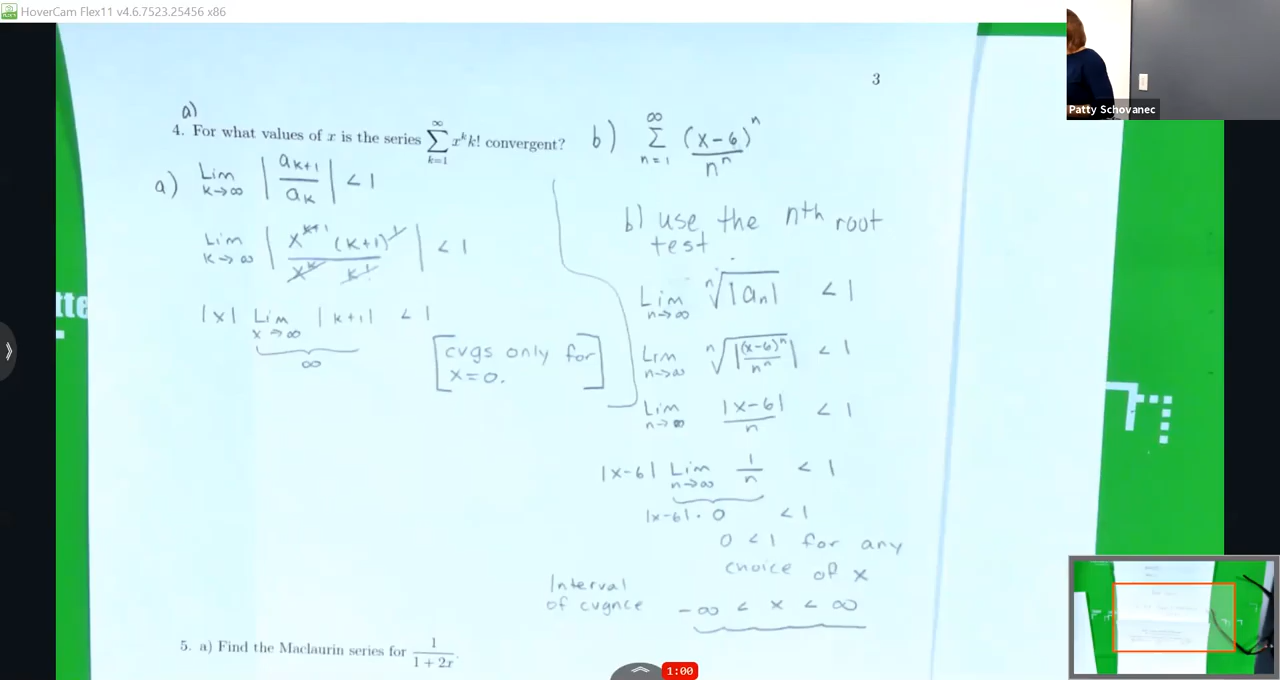 HoverCam Flex11 v4.6.7523.25456 x86
Patty Schovanec
3
a)
4. For what values of x is the series ∑_{k=1}^{∞} x^k k! convergent?
b) ∑_{n=1}^{∞} (x-6)^n / n^n
a) Lim_{k→∞} |a_{k+1} / a_k| < 1
Lim_{k→∞} |x^{k+1} (k+1)! / x^k k!| < 1
|x| Lim_{x→∞} |k+1| < 1
∞
[cvgs only for
x=0.]
b) use the nth root
test
Lim_{n→∞} ⁿ√|a_n| < 1
Lim_{n→∞} ⁿ√|(x-6)^n / n^n| < 1
Lim_{n→∞} |x-6| / n < 1
|x-6| Lim_{n→∞} 1/n < 1
|x-6| · 0 < 1
0 < 1 for any
choice of x
Interval
of cvgnce -∞ < x < ∞
5. a) Find the Maclaurin series for 1/(1+2x).
1:00